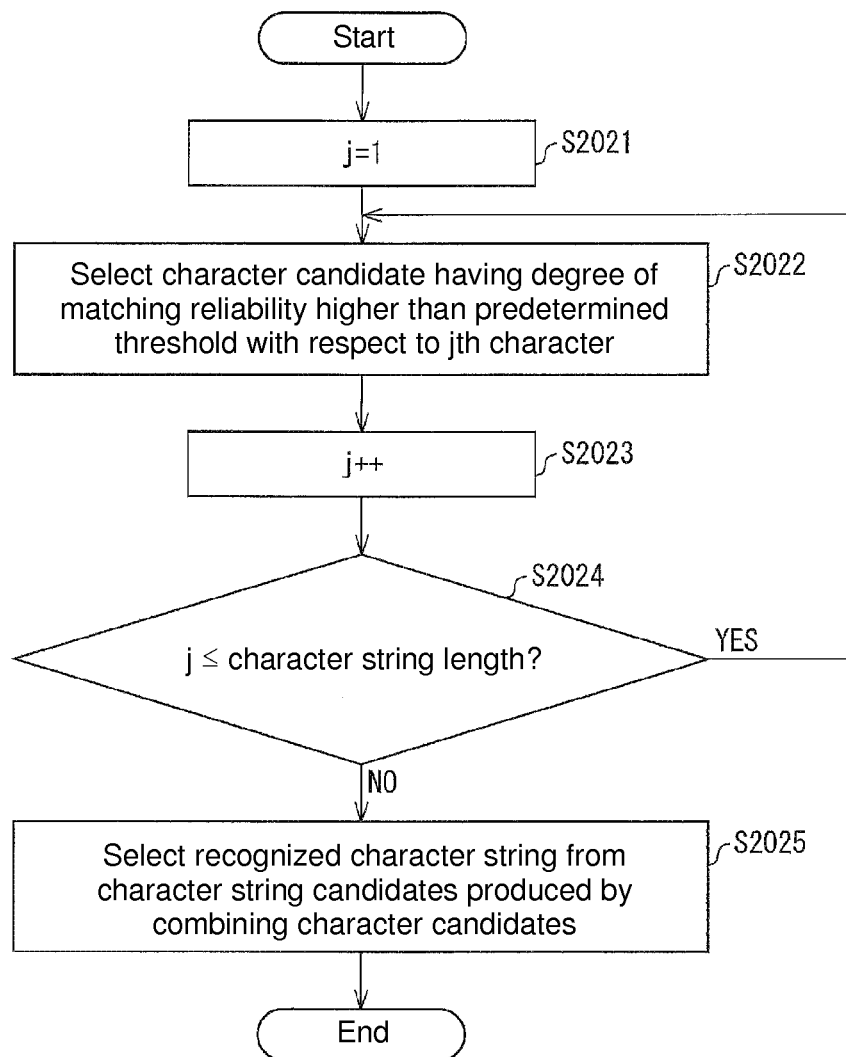 Start
j=1
S2021
Select character candidate having degree of
matching reliability higher than predetermined
threshold with respect to jth character
S2022
j++
S2023
S2024
j ≤ character string length?
YES
NO
Select recognized character string from
character string candidates produced by
combining character candidates
S2025
End